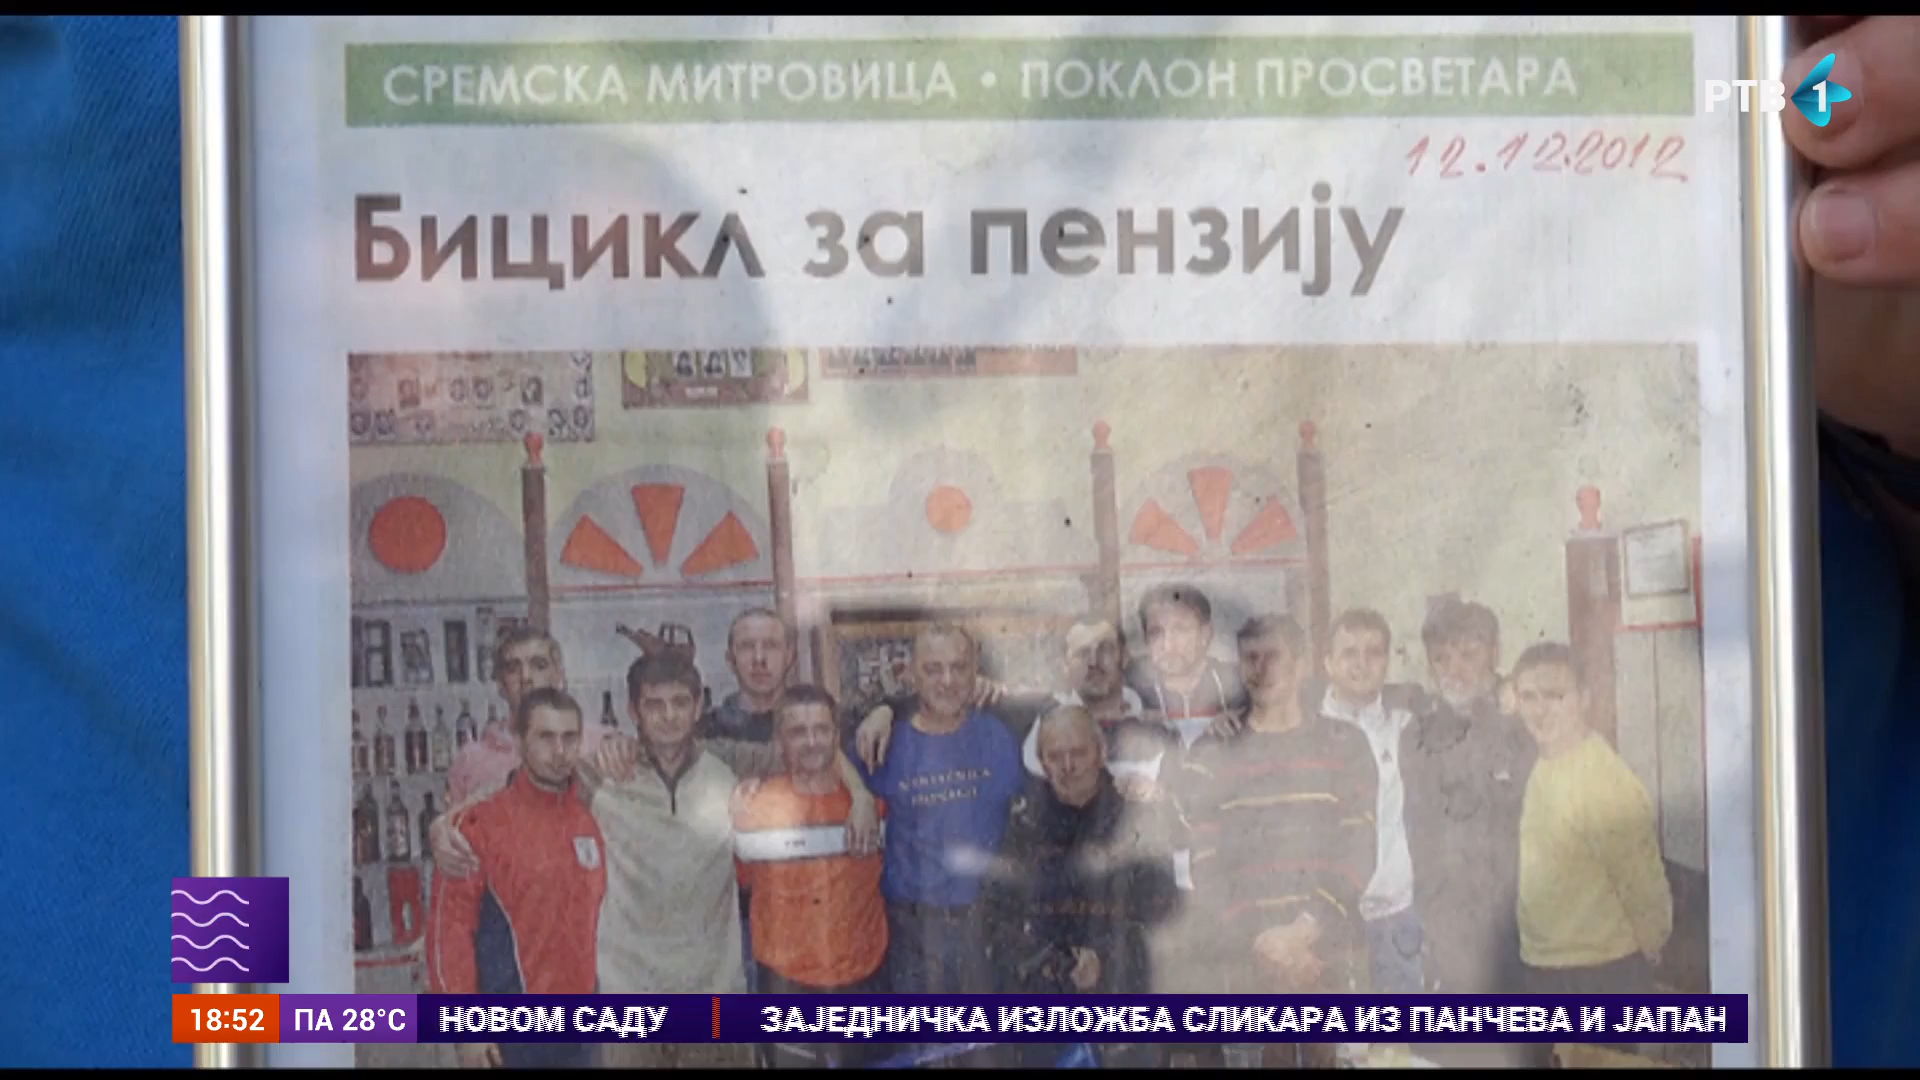 СРЕМСКА МИТРОВИЦА • ПОКЛОН ПРОСВЕТАРА
РТВ 1
12.12.2012
Бицикл за пензију
18:52 ПА 28°C НОВОМ САДУ | ЗАЈЕДНИЧКА ИЗЛОЖБА СЛИКАРА ИЗ ПАНЧЕВА И ЈАПАН